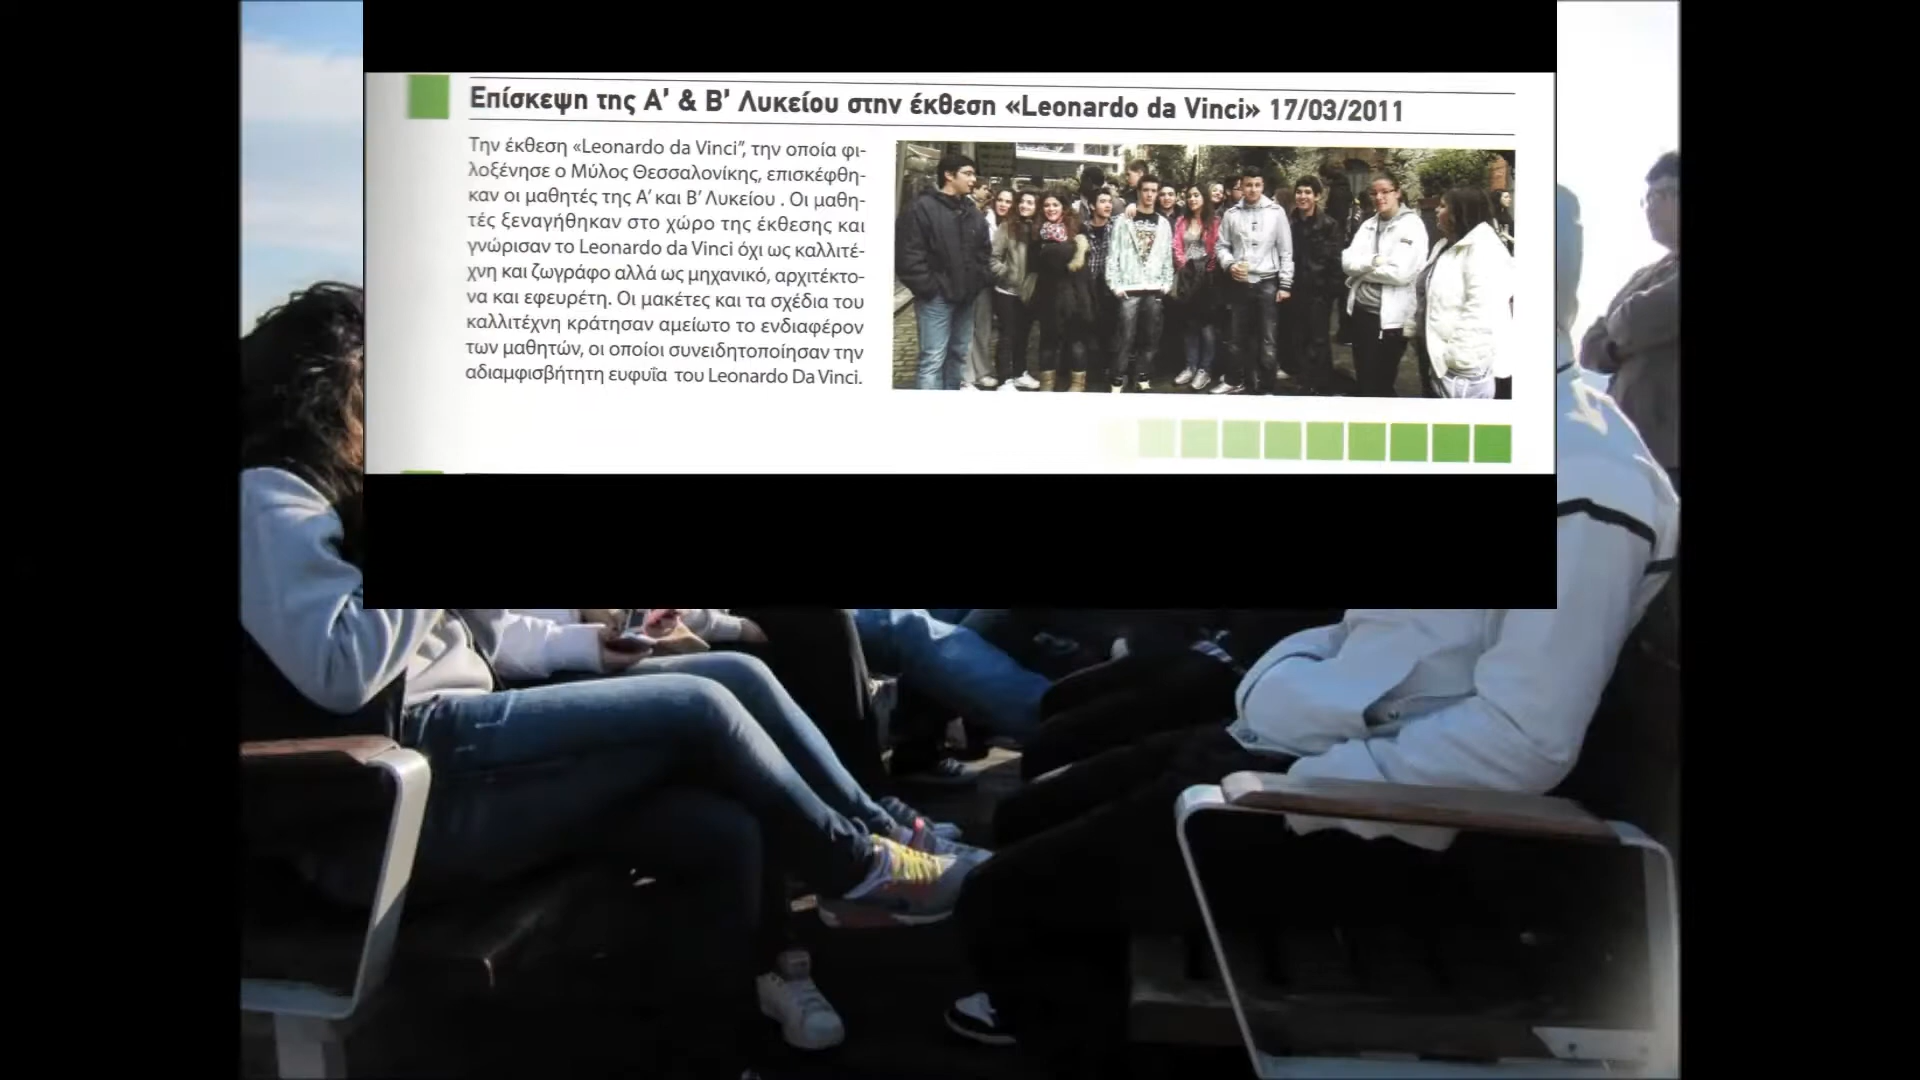 Επίσκεψη της Α’ & Β’ Λυκείου στην έκθεση «Leonardo da Vinci» 17/03/2011
Την έκθεση «Leonardo da Vinci”, την οποία φι-
λοξένησε ο Μύλος Θεσσαλονίκης, επισκέφθη-
καν οι μαθητές της Α’ και Β’ Λυκείου . Οι μαθη-
τές ξεναγήθηκαν στο χώρο της έκθεσης και
γνώρισαν το Leonardo da Vinci όχι ως καλλιτέ-
χνη και ζωγράφο αλλά ως μηχανικό, αρχιτέκτο-
να και εφευρέτη. Οι μακέτες και τα σχέδια του
καλλιτέχνη κράτησαν αμείωτο το ενδιαφέρον
των μαθητών, οι οποίοι συνειδητοποίησαν την
αδιαμφισβήτητη ευφυΐα του Leonardo Da Vinci.